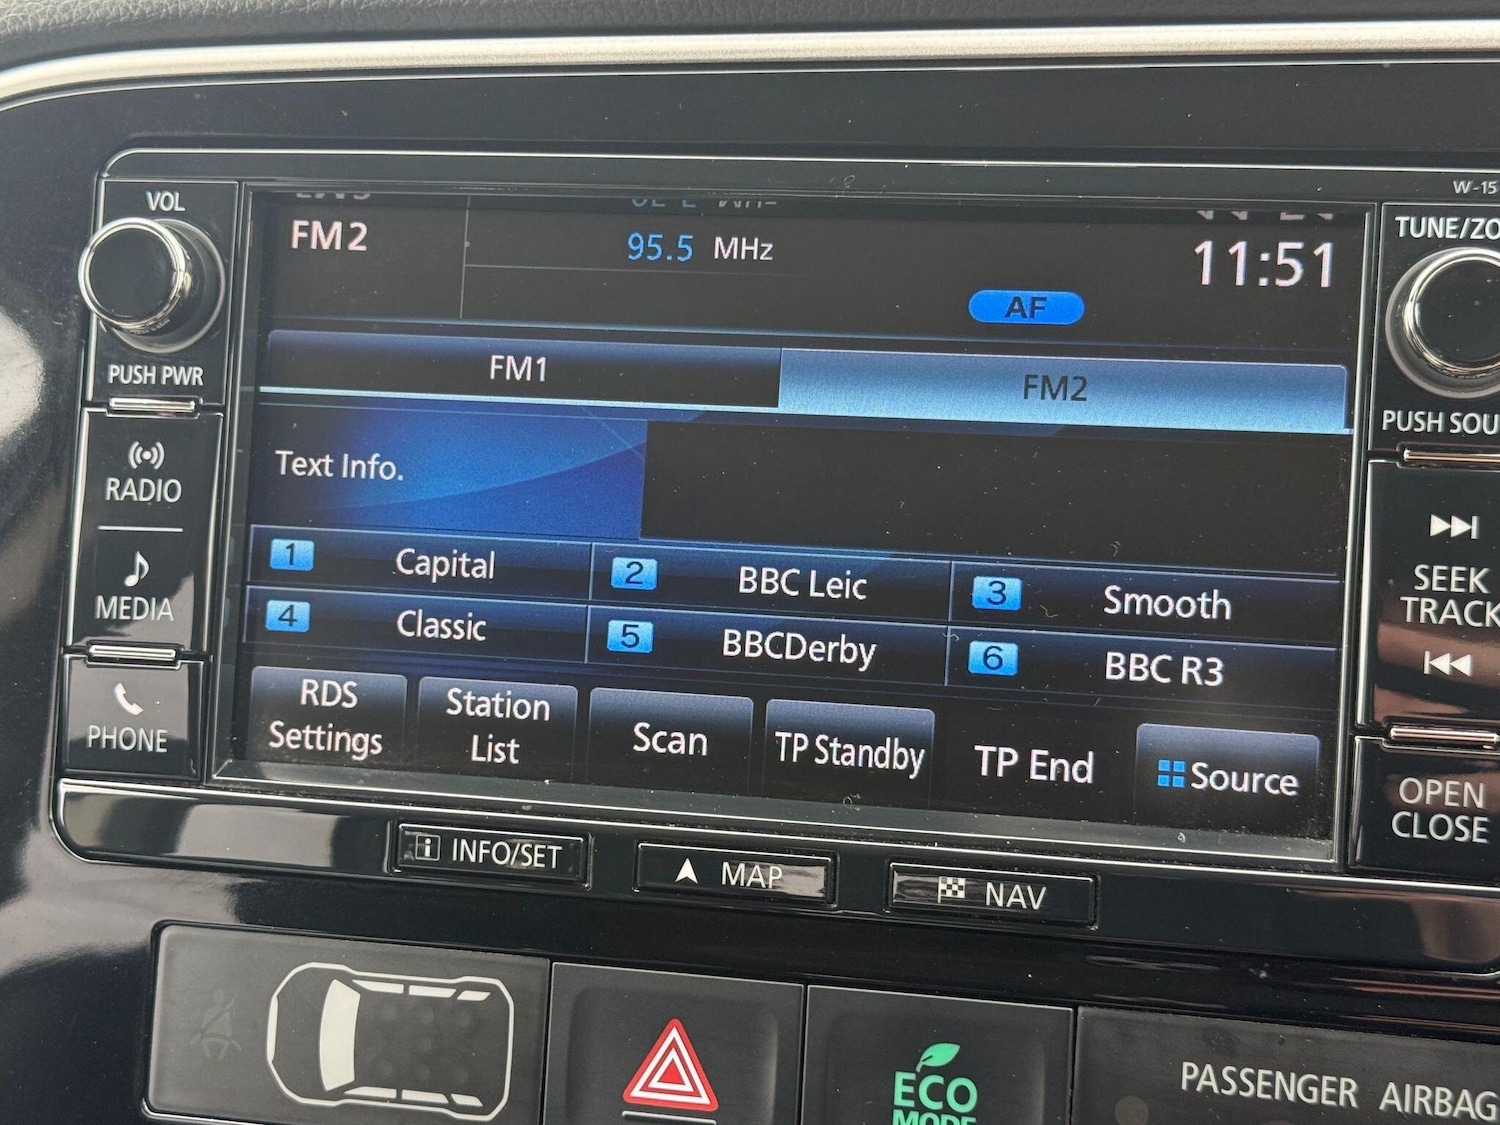 VOL
W-15
FM2
95.5 MHz
11:51
TUNE/ZO
AF
PUSH PWR
FM1
FM2
PUSH SOU
RADIO
Text Info.
MEDIA
1 Capital
2 BBC Leic
3 Smooth
SEEK
TRACK
4 Classic
5 BBCDerby
6 BBC R3
PHONE
RDS
Settings
Station
List
Scan
TP Standby
TP End
Source
OPEN
CLOSE
i INFO/SET
MAP
NAV
ECO
MODE
PASSENGER AIRBAG